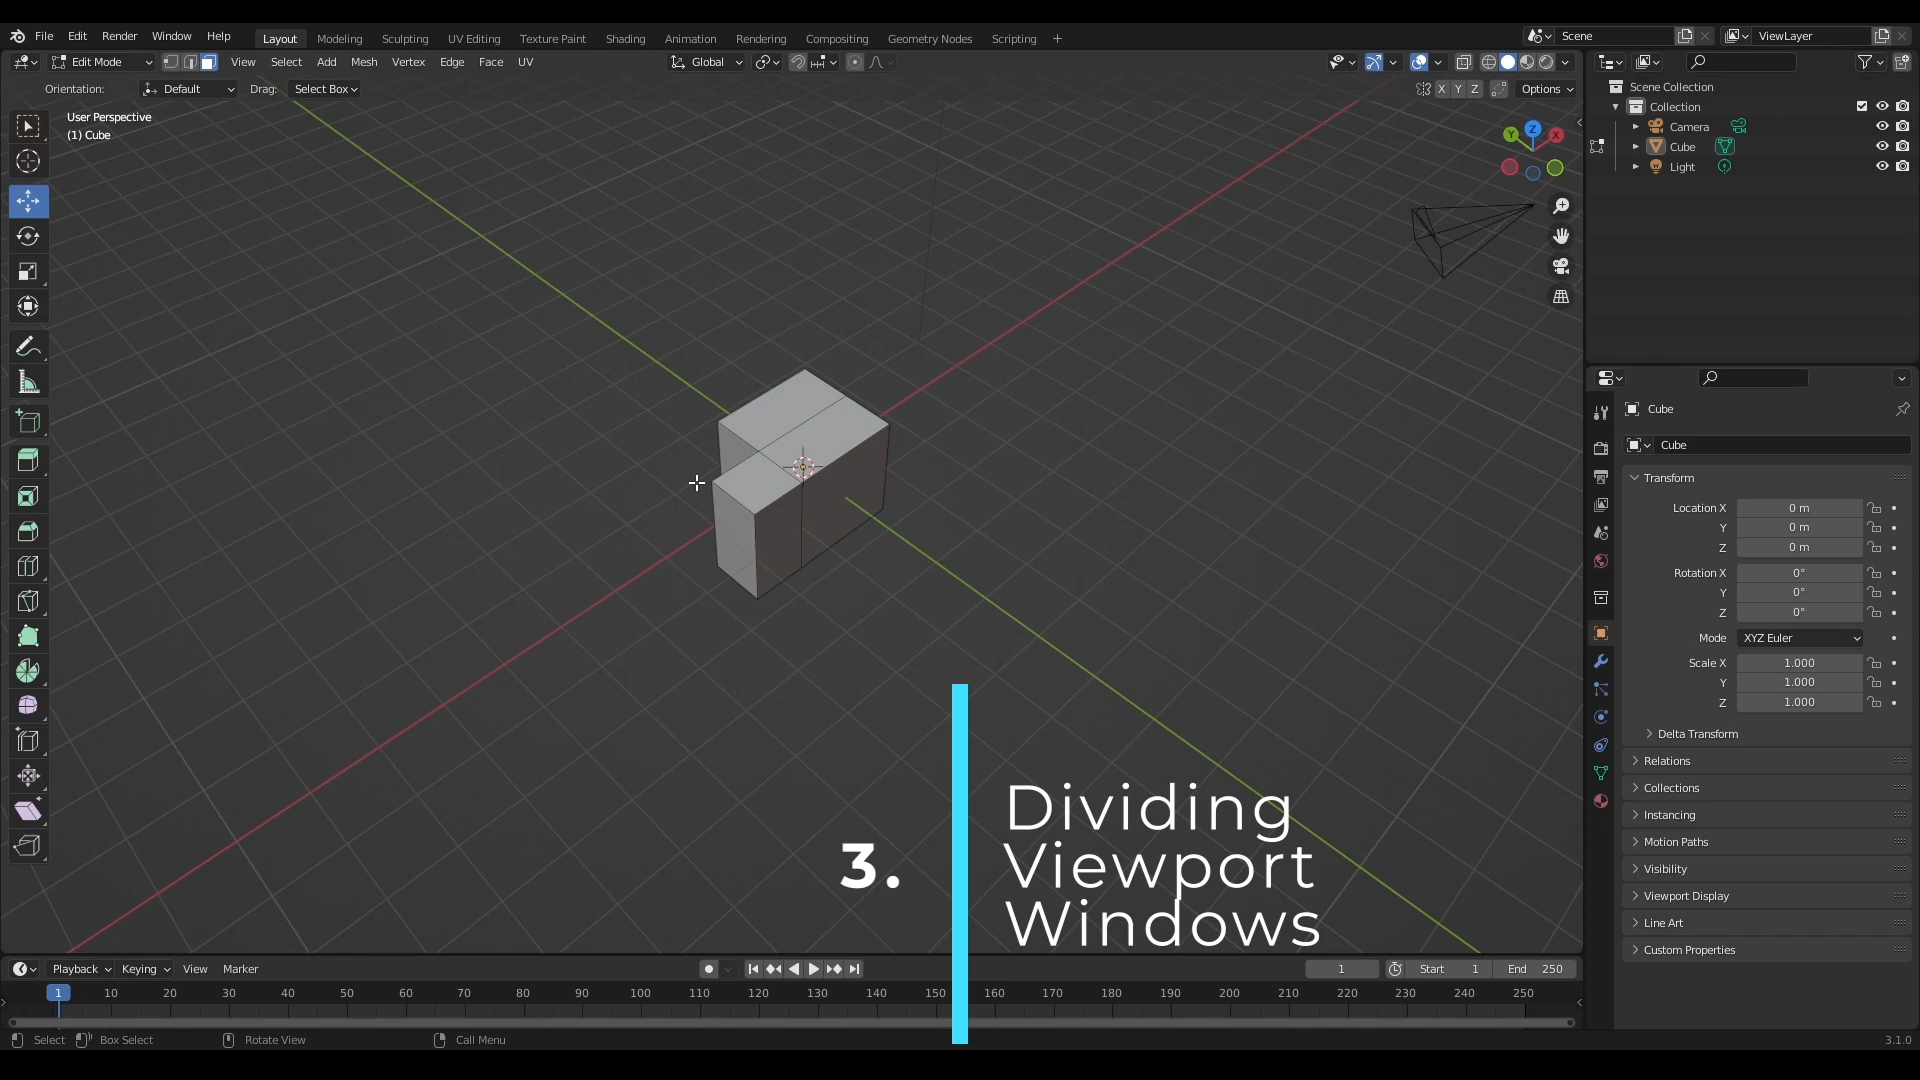 File Edit Render Window Help Layout Modeling Sculpting UV Editing Texture Paint Shading Animation Rendering Compositing Geometry Nodes Scripting + Scene ViewLayer
Edit Mode View Select Add Mesh Vertex Edge Face UV Global
Orientation: Default Drag: Select Box X Y Z Options
User Perspective
(1) Cube
Y Z X
Scene Collection
Collection
Camera
Cube
Light
Cube
Cube
Transform
Location X 0 m
Y 0 m
Z 0 m
Rotation X 0°
Y 0°
Z 0°
Mode XYZ Euler
Scale X 1.000
Y 1.000
Z 1.000
Delta Transform
Relations
Collections
Instancing
Motion Paths
Visibility
Viewport Display
Line Art
Custom Properties
3.
Dividing
Viewport
Windows
Playback Keying View Marker 1 Start 1 End 250
1 10 20 30 40 50 60 70 80 90 100 110 120 130 140 150 160 170 180 190 200 210 220 230 240 250
Select Box Select Rotate View Call Menu 3.1.0